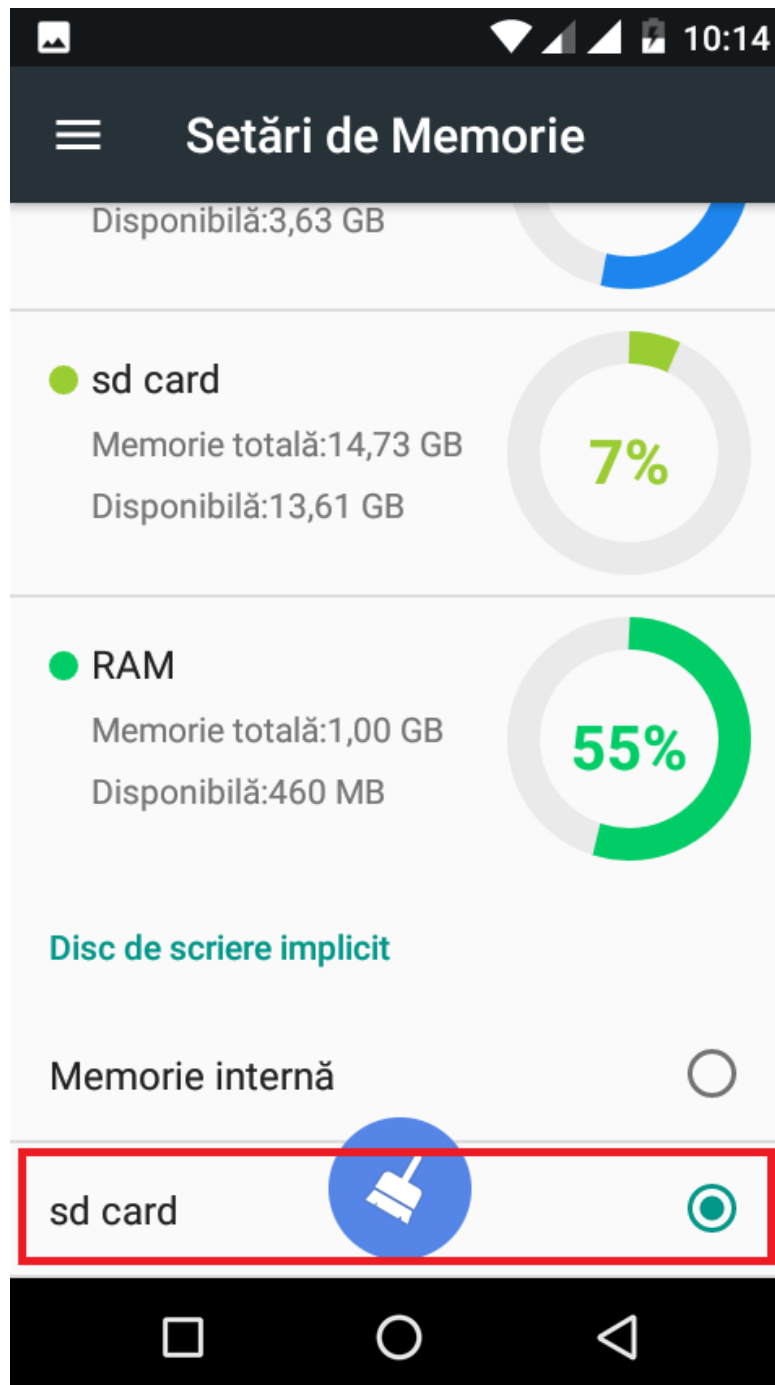 10:14
Setări de Memorie
Disponibilă:3,63 GB
sd card
Memorie totală:14,73 GB
Disponibilă:13,61 GB
7%
RAM
Memorie totală:1,00 GB
Disponibilă:460 MB
55%
Disc de scriere implicit
Memorie internă
sd card